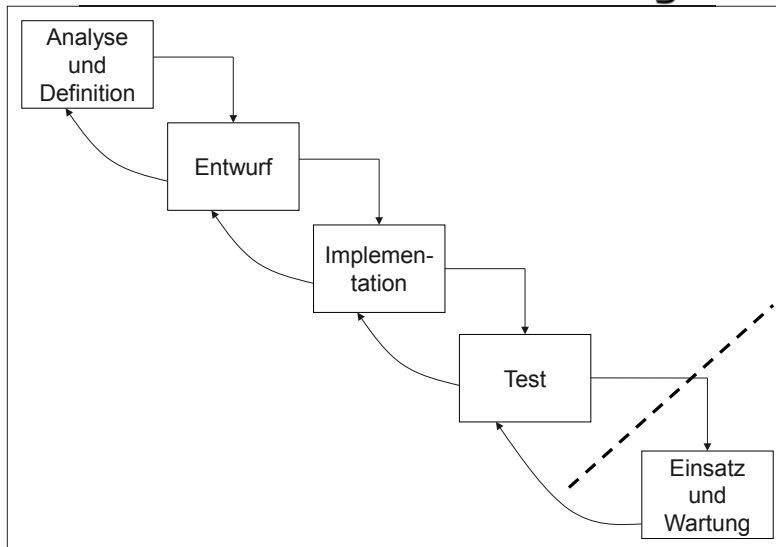 Analyse
und
Definition
Entwurf
Implemen-
tation
Test
Einsatz
und
Wartung